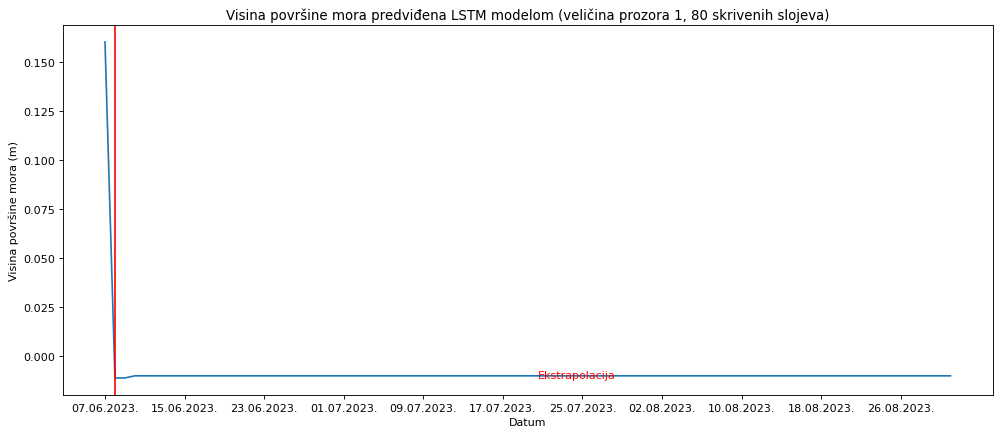 Visina površine mora predviđena LSTM modelom (veličina prozora 1, 80 skrivenih slojeva)
Visina površine mora (m)
0.150
0.125
0.100
0.075
0.050
0.025
0.000
Ekstrapolacija
07.06.2023. 15.06.2023. 23.06.2023. 01.07.2023. 09.07.2023. 17.07.2023. 25.07.2023. 02.08.2023. 10.08.2023. 18.08.2023. 26.08.2023.
Datum